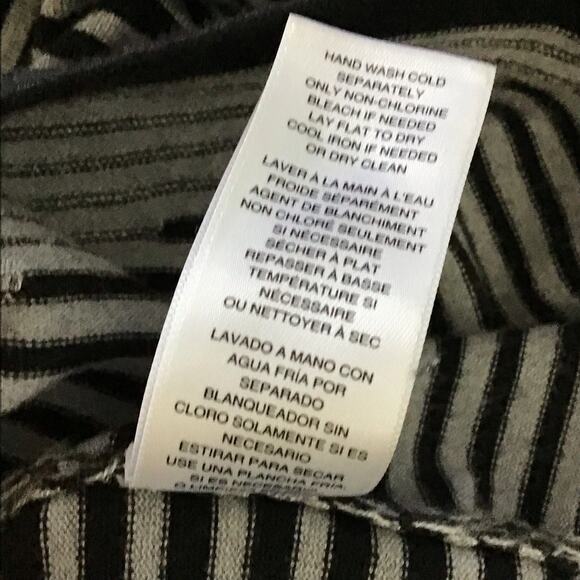 HAND WASH COLD
SEPARATELY
ONLY NON-CHLORINE
BLEACH IF NEEDED
LAY FLAT TO DRY
COOL IRON IF NEEDED
OR DRY CLEAN
LAVER À LA MAIN À L'EAU
FROIDE SÉPARÉMENT
AGENT DE BLANCHIMENT
NON CHLORÉ SEULEMENT
SI NÉCESSAIRE
SÉCHER À PLAT
REPASSER À BASSE
TEMPÉRATURE SI
NÉCESSAIRE
OU NETTOYER À SEC
LAVADO A MANO CON
AGUA FRÍA POR
SEPARADO
BLANQUEADOR SIN
CLORO SOLAMENTE SI ES
NECESARIO
ESTIRAR PARA SECAR
USE UNA PLANCHA FRÍA
SI ES NECESARIO
O